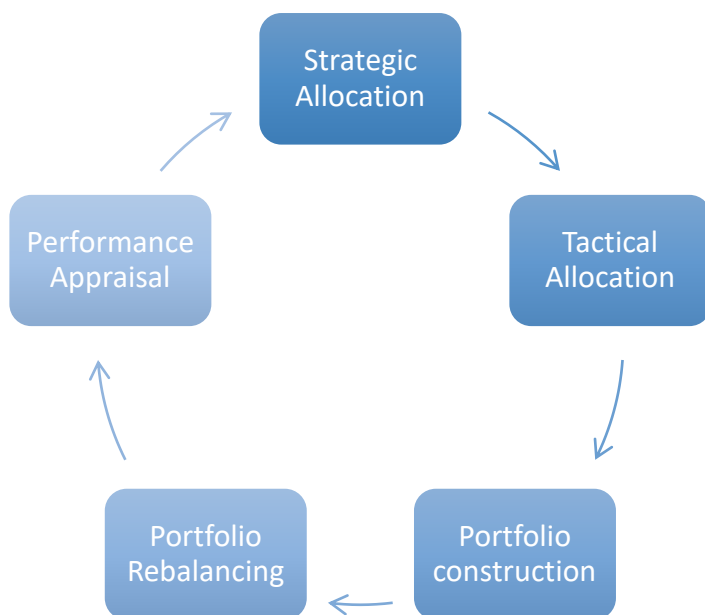 Strategic
Allocation
Tactical
Allocation
Portfolio
construction
Portfolio
Rebalancing
Performance
Appraisal